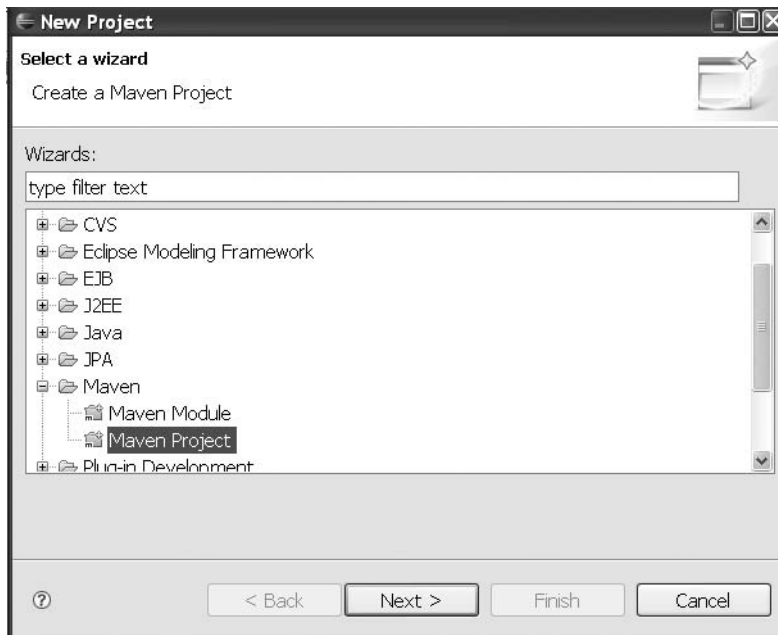 New Project
Select a wizard
Create a Maven Project
Wizards:
type filter text
CVS
Eclipse Modeling Framework
EJB
J2EE
Java
JPA
Maven
Maven Module
Maven Project
Plug-in Development
< Back Next > Finish Cancel